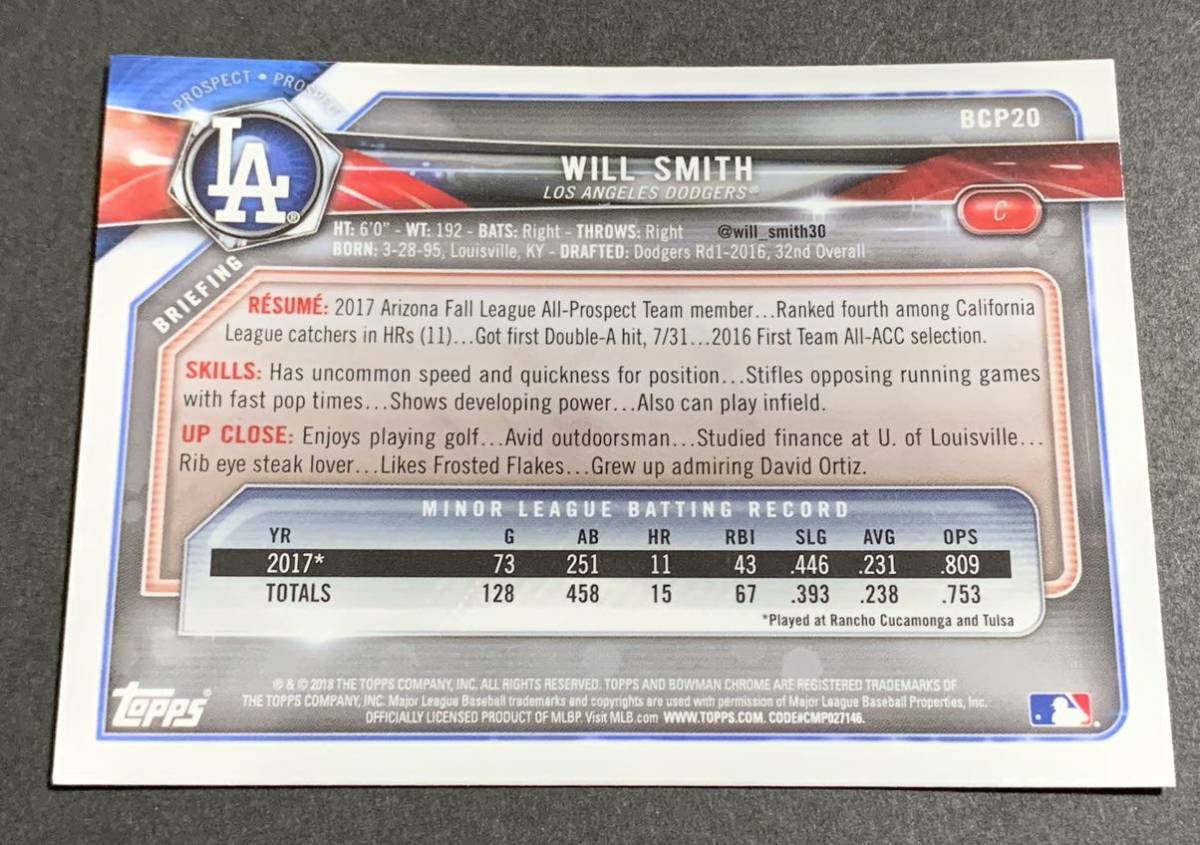 PROSPECT • PROSPECT
BCP20
LA®
WILL SMITH
LOS ANGELES DODGERS®
C
HT: 6'0" - WT: 192 - BATS: Right - THROWS: Right @will_smith30
BORN: 3-28-95, Louisville, KY - DRAFTED: Dodgers Rd1-2016, 32nd Overall
BRIEFING
RÉSUMÉ: 2017 Arizona Fall League All-Prospect Team member...Ranked fourth among California
League catchers in HRs (11)...Got first Double-A hit, 7/31...2016 First Team All-ACC selection.
SKILLS: Has uncommon speed and quickness for position...Stifles opposing running games
with fast pop times...Shows developing power...Also can play infield.
UP CLOSE: Enjoys playing golf...Avid outdoorsman...Studied finance at U. of Louisville...
Rib eye steak lover...Likes Frosted Flakes...Grew up admiring David Ortiz.
MINOR LEAGUE BATTING RECORD
YR G AB HR RBI SLG AVG OPS
2017* 73 251 11 43 .446 .231 .809
TOTALS 128 458 15 67 .393 .238 .753
*Played at Rancho Cucamonga and Tulsa
® & © 2018 THE TOPPS COMPANY, INC. ALL RIGHTS RESERVED. TOPPS AND BOWMAN CHROME ARE REGISTERED TRADEMARKS OF
THE TOPPS COMPANY, INC. Major League Baseball trademarks and copyrights are used with permission of Major League Baseball Properties, Inc.
OFFICIALLY LICENSED PRODUCT OF MLBP. Visit MLB.com WWW.TOPPS.COM. CODE#CMP027146.
Topps®